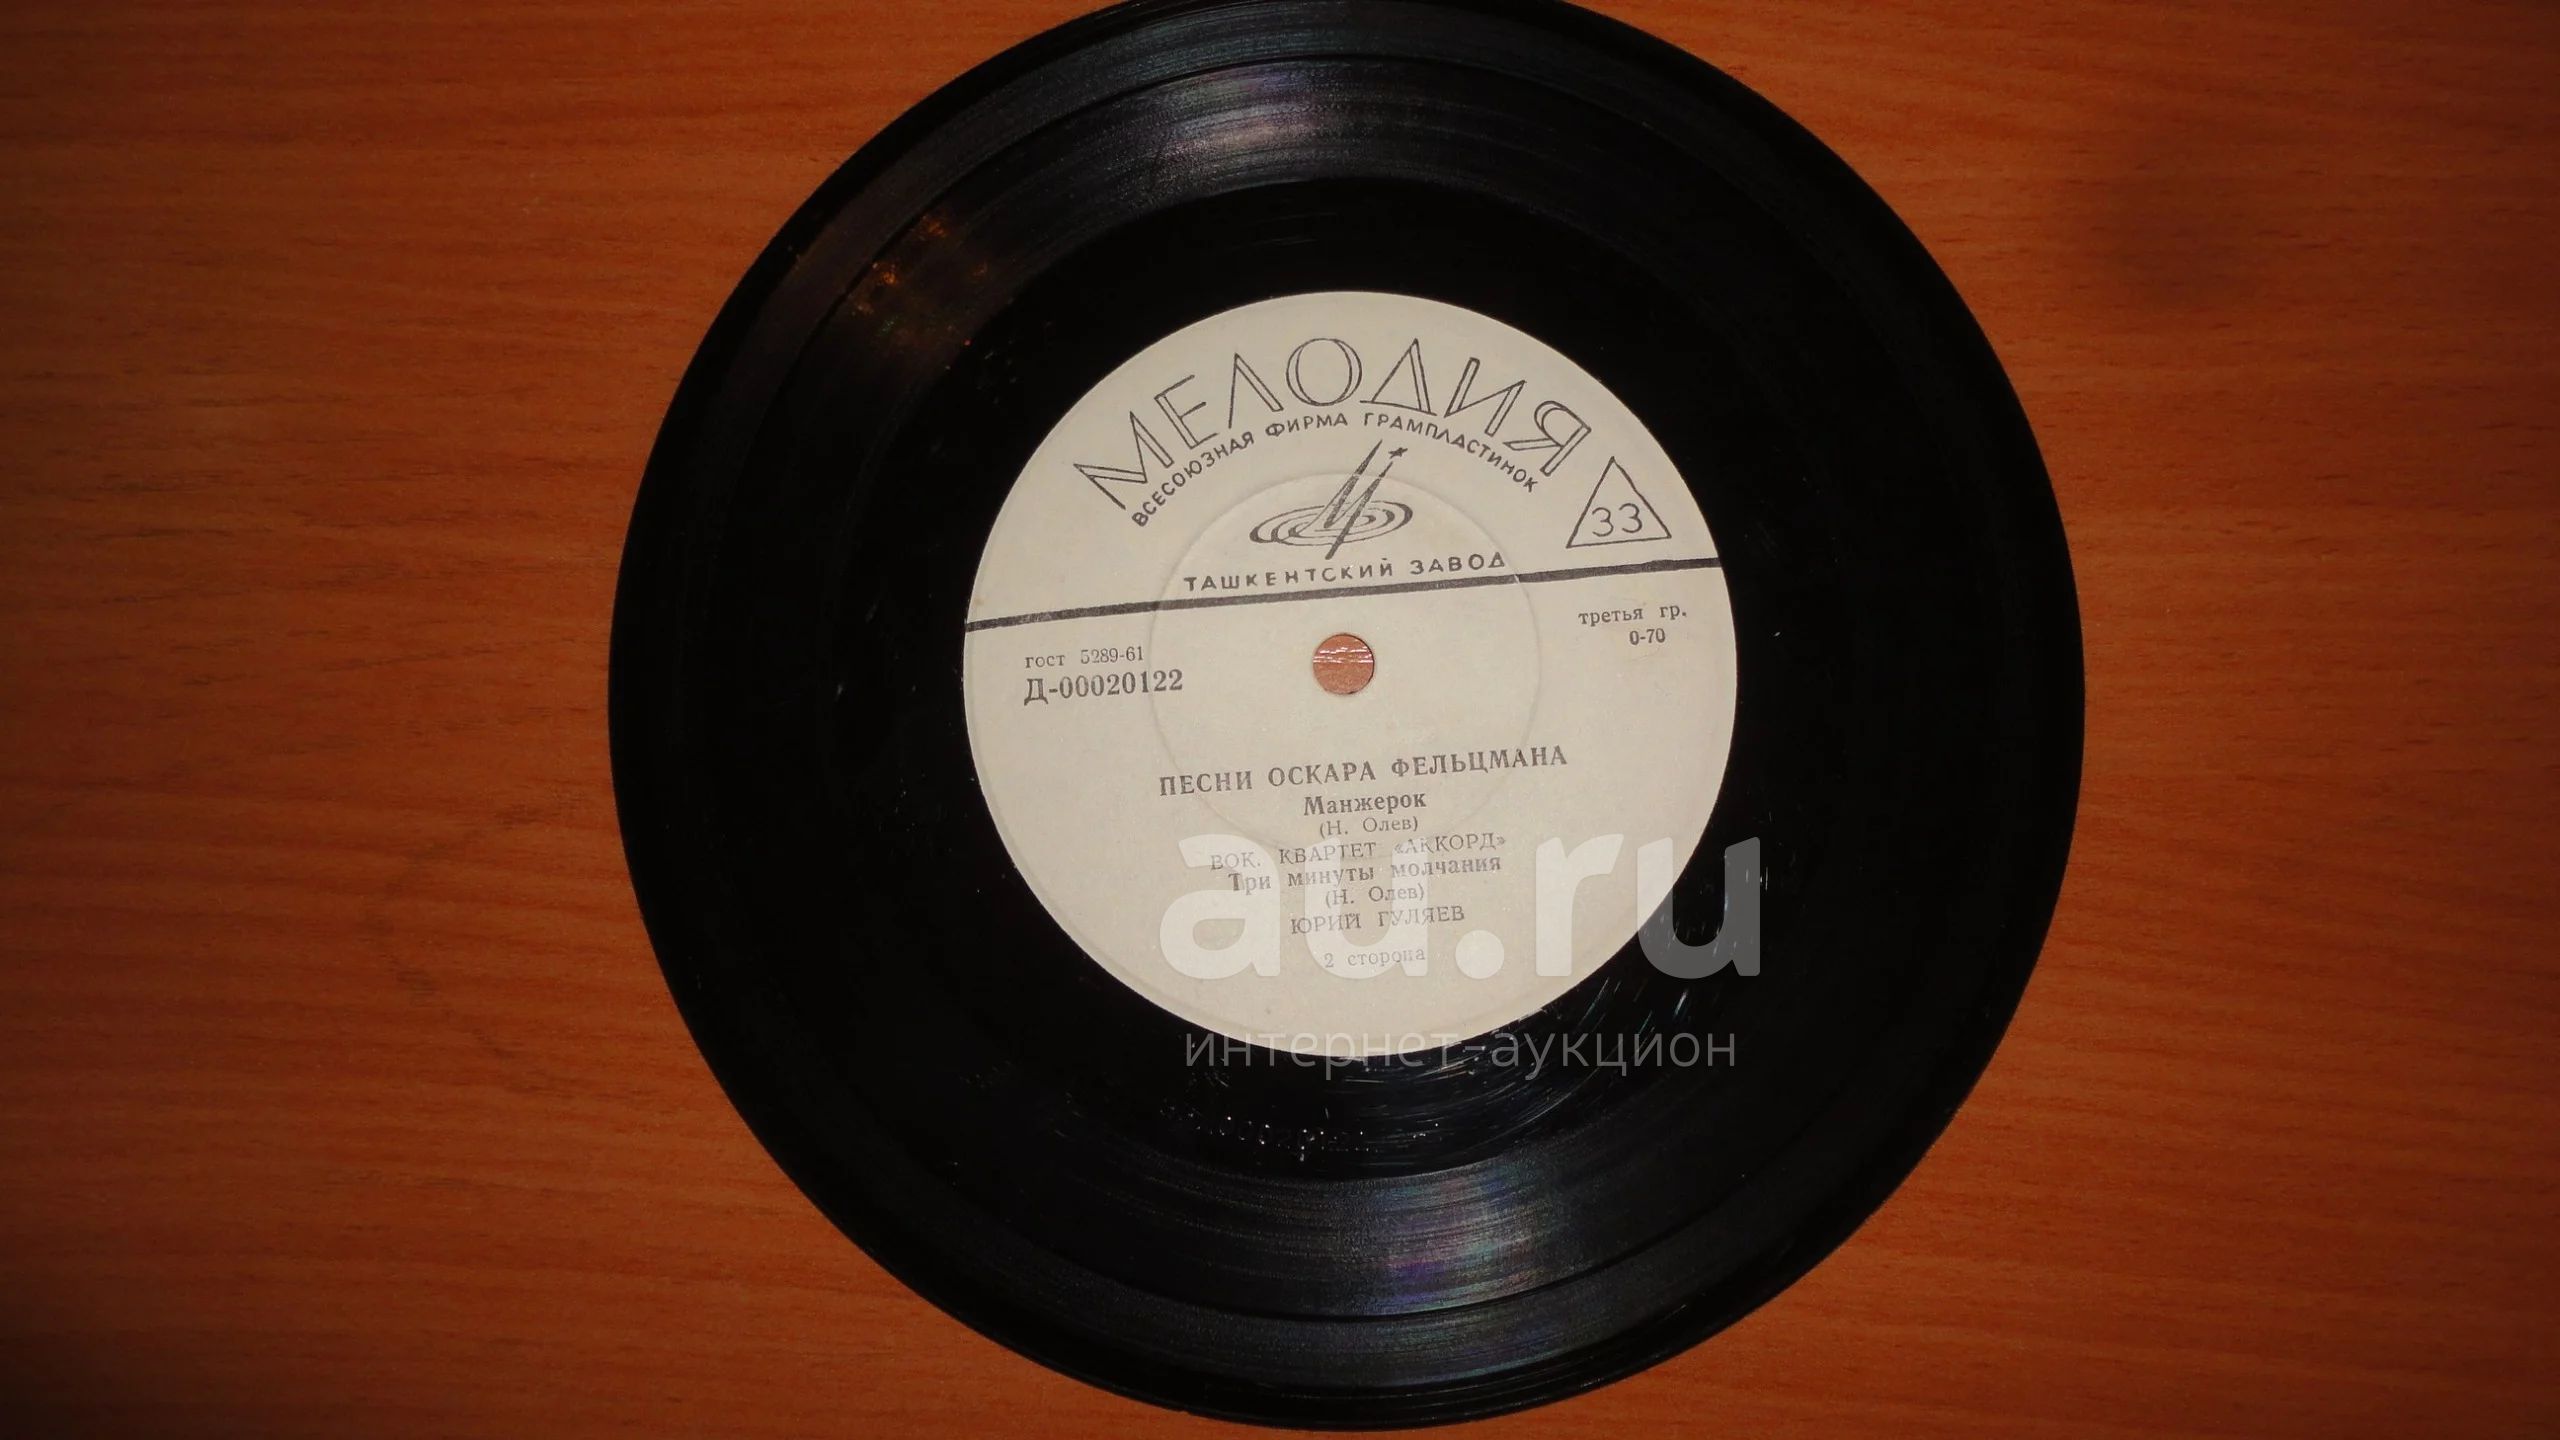 МЕЛОДИЯ
ВСЕСОЮЗНАЯ ФИРМА ГРАМПЛАСТИНОК
33
ТАШКЕНТСКИЙ ЗАВОД
третья гр.
0-70
гост 5289-61
Д-00020122
ПЕСНИ ОСКАРА ФЕЛЬЦМАНА
Манжерок
(Н. Олев)
ВОК. КВАРТЕТ «АККОРД»
Три минуты молчания
(Н. Олев)
ЮРИЙ ГУЛЯЕВ
2 сторона
au.ru
интернет-аукцион